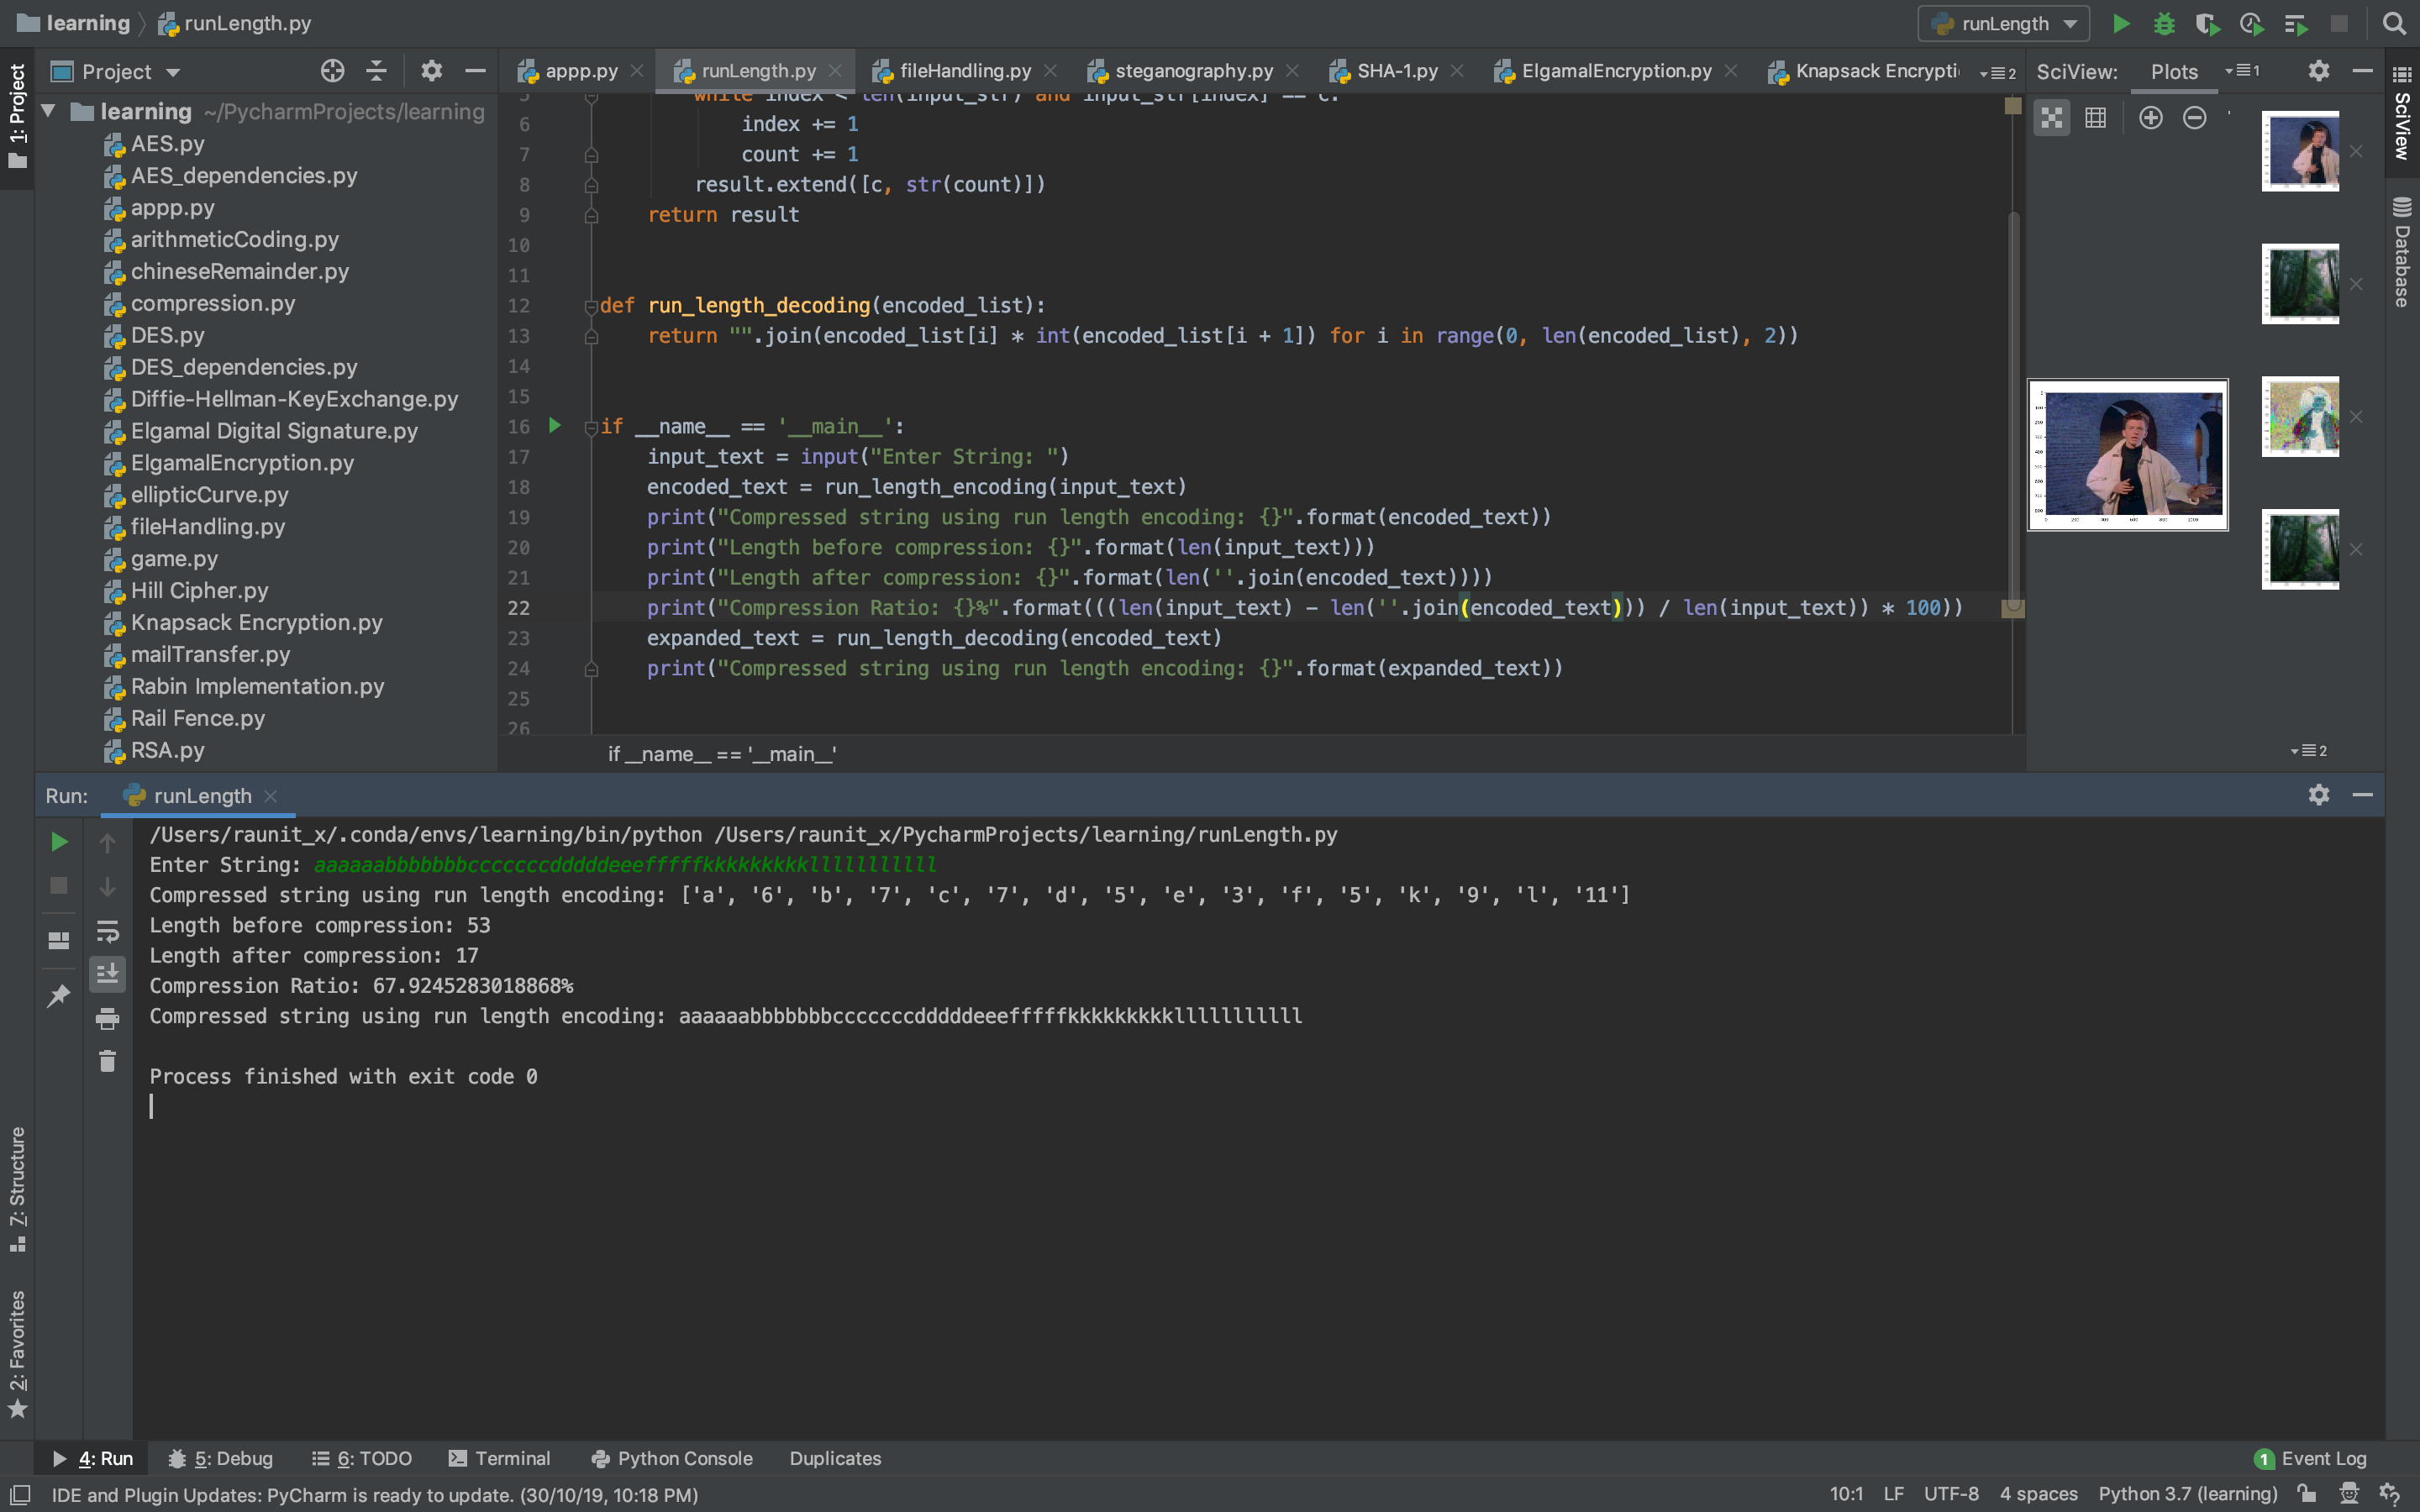 learning runLength.py
runLength
1: Project
Project
appp.py runLength.py fileHandling.py steganography.py SHA-1.py ElgamalEncryption.py Knapsack Encrypti 2
SciView: Plots 1
SciView
Database
learning ~/PycharmProjects/learning
AES.py
AES_dependencies.py
appp.py
arithmeticCoding.py
chineseRemainder.py
compression.py
DES.py
DES_dependencies.py
Diffie-Hellman-KeyExchange.py
Elgamal Digital Signature.py
ElgamalEncryption.py
ellipticCurve.py
fileHandling.py
game.py
Hill Cipher.py
Knapsack Encryption.py
mailTransfer.py
Rabin Implementation.py
Rail Fence.py
RSA.py
5 while index < len(input_str) and input_str[index] == c:
6 index += 1
7 count += 1
8 result.extend([c, str(count)])
9 return result
10
11
12 def run_length_decoding(encoded_list):
13 return "".join(encoded_list[i] * int(encoded_list[i + 1]) for i in range(0, len(encoded_list), 2))
14
15
16 if __name__ == '__main__':
17 input_text = input("Enter String: ")
18 encoded_text = run_length_encoding(input_text)
19 print("Compressed string using run length encoding: {}".format(encoded_text))
20 print("Length before compression: {}".format(len(input_text)))
21 print("Length after compression: {}".format(len(''.join(encoded_text))))
22 print("Compression Ratio: {}%".format(((len(input_text) - len(''.join(encoded_text))) / len(input_text)) * 100))
23 expanded_text = run_length_decoding(encoded_text)
24 print("Compressed string using run length encoding: {}".format(expanded_text))
25
26
if __name__ == '__main__'
2
Run: runLength
/Users/raunit_x/.conda/envs/learning/bin/python /Users/raunit_x/PycharmProjects/learning/runLength.py
Enter String: aaaaaabbbbbbbcccccccdddddeeefffffkkkkkkkkklllllllllll
Compressed string using run length encoding: ['a', '6', 'b', '7', 'c', '7', 'd', '5', 'e', '3', 'f', '5', 'k', '9', 'l', '11']
Length before compression: 53
Length after compression: 17
Compression Ratio: 67.9245283018868%
Compressed string using run length encoding: aaaaaabbbbbbbcccccccdddddeeefffffkkkkkkkkklllllllllll
Process finished with exit code 0
7: Structure
2: Favorites
4: Run 5: Debug 6: TODO Terminal Python Console Duplicates 1 Event Log
IDE and Plugin Updates: PyCharm is ready to update. (30/10/19, 10:18 PM) 10:1 LF UTF-8 4 spaces Python 3.7 (learning)